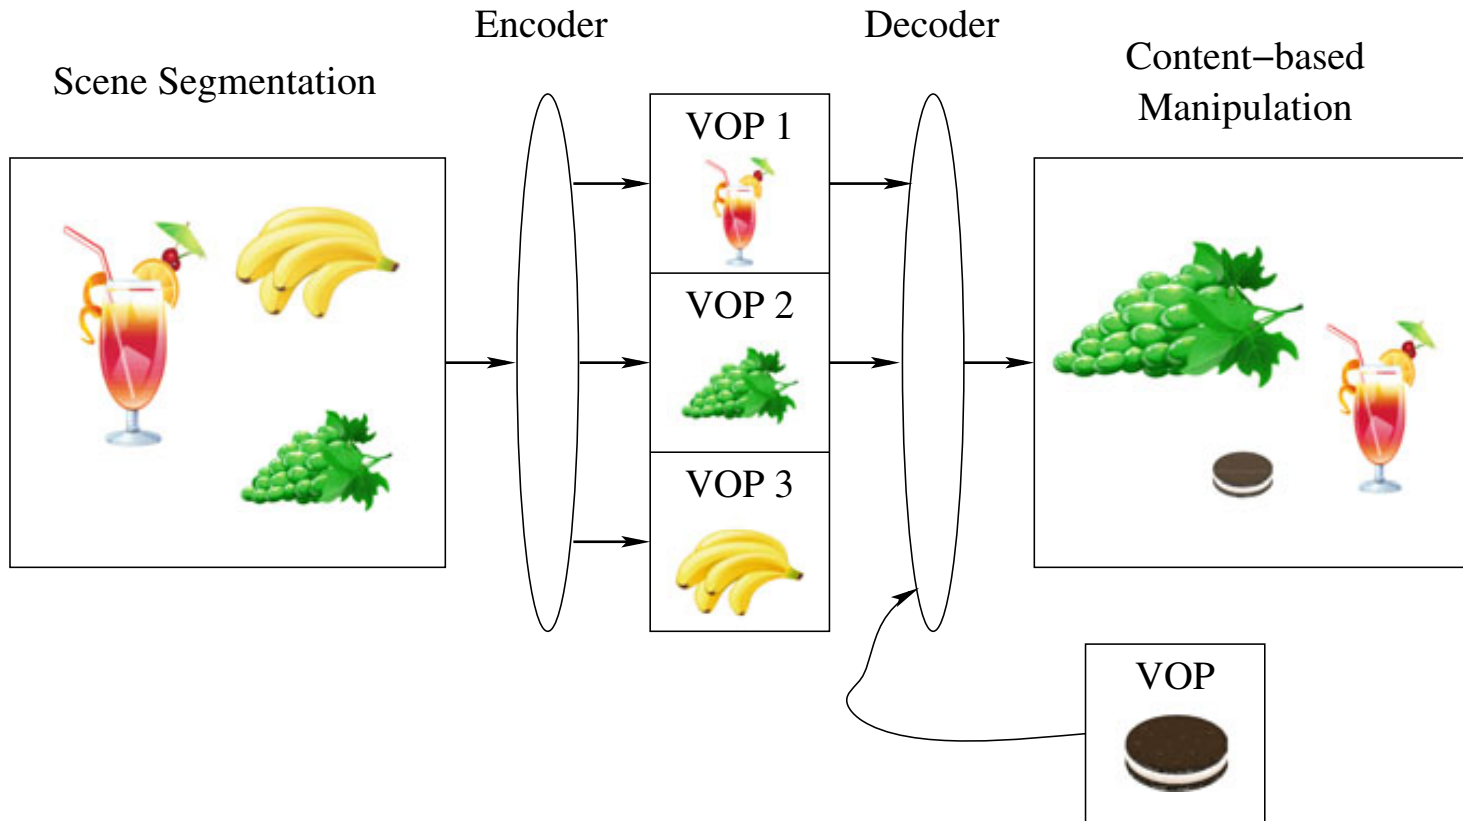 Encoder
Decoder
Scene Segmentation
Content−based
Manipulation
VOP 1
VOP 2
VOP 3
VOP